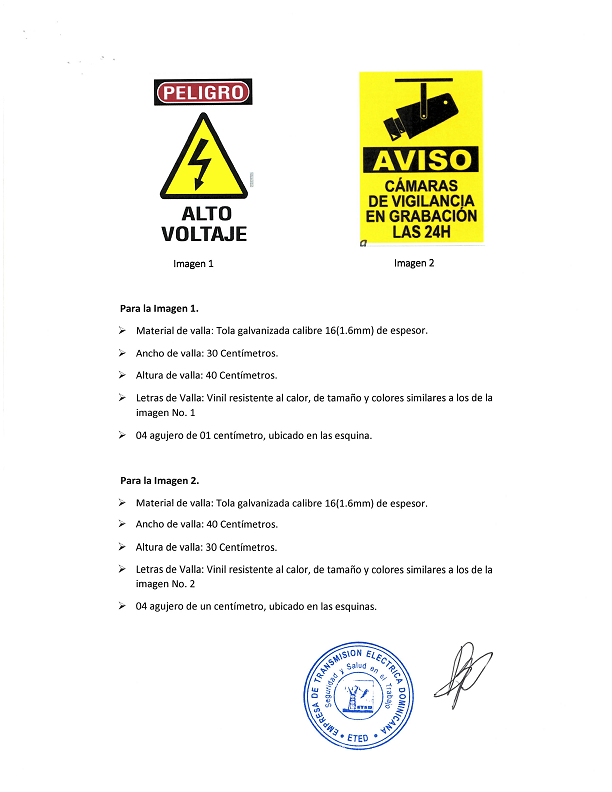 PELIGRO
ALTO
VOLTAJE
AVISO
CÁMARAS
DE VIGILANCIA
EN GRABACIÓN
LAS 24H
Imagen 1
Imagen 2
Para la Imagen 1.
Material de valla: Tola galvanizada calibre 16(1.6mm) de espesor.
Ancho de valla: 30 Centímetros.
Altura de valla: 40 Centímetros.
Letras de Valla: Vinil resistente al calor, de tamaño y colores similares a los de la
imagen No. 1
04 agujero de 01 centímetro, ubicado en las esquina.
Para la Imagen 2.
Material de valla: Tola galvanizada calibre 16(1.6mm) de espesor.
Ancho de valla: 40 Centímetros.
Altura de valla: 30 Centímetros.
Letras de Valla: Vinil resistente al calor, de tamaño y colores similares a los de la
imagen No. 2
04 agujero de un centímetro, ubicado en las esquinas.
EMPRESA DE TRANSMISION ELECTRICA DOMINICANA
Seguridad y Salud en el Trabajo
ETED
ETED